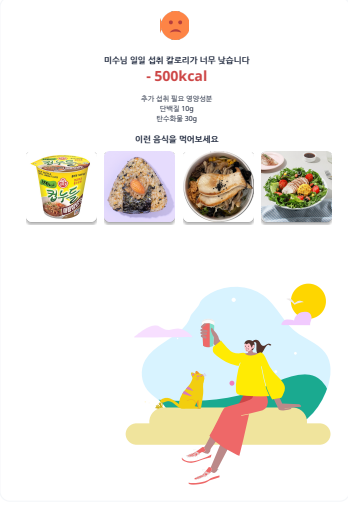 미수님 일일 섭취 칼로리가 너무 낮습니다
- 500kcal
추가 섭취 필요 영양성분
단백질 10g
탄수화물 30g
이런 음식을 먹어보세요
컵누들